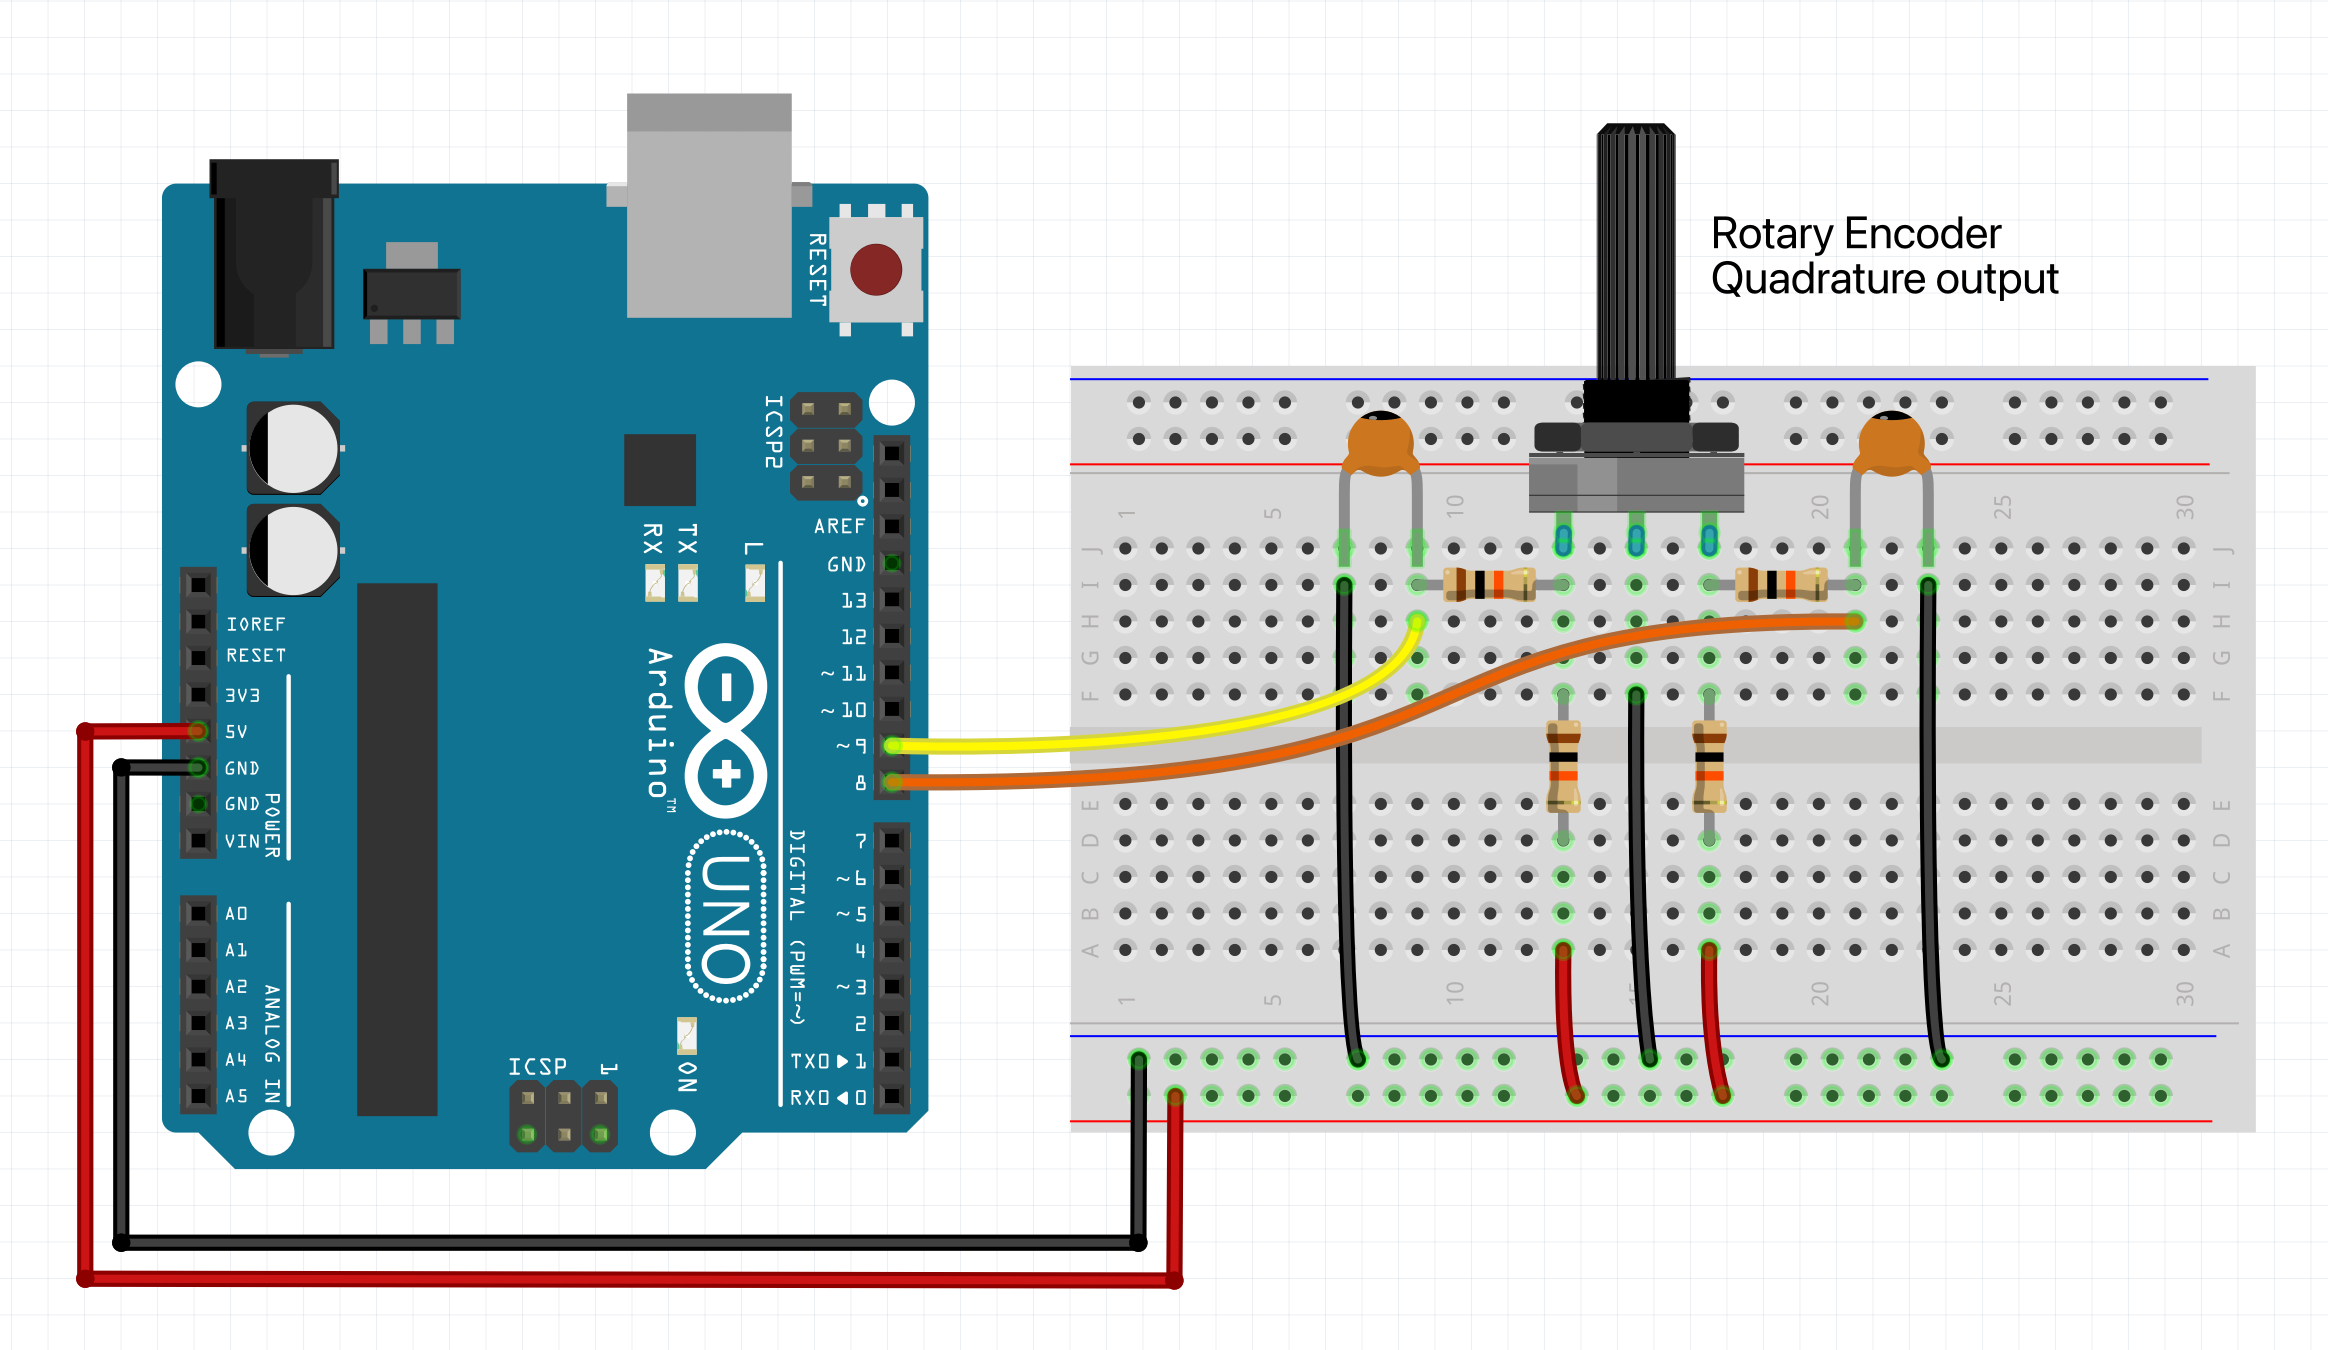 Rotary Encoder
Quadrature output
RESET
ICSP2
AREF
GND
13
12
~11
~10
~9
8
RX
TX
L
IOREF
RESET
3V3
5V
GND
GND
VIN
POWER
Arduino™
UNO
DIGITAL (PWM=~)
7
~6
~5
4
~3
2
TX0 ▶ 1
RX0 ◀ 0
A0
A1
A2
A3
A4
A5
ANALOG IN
ICSP
1
ON
1 5 10 20 25 30
J J
I I
H H
G G
F F
E E
D D
C C
B B
A A
1 5 10 15 20 25 30